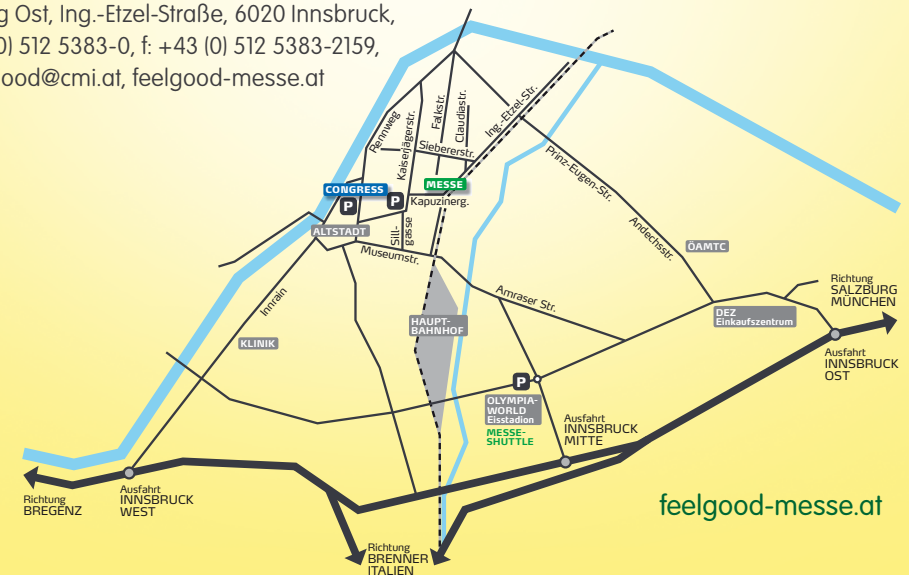 g Ost, Ing.-Etzel-Straße, 6020 Innsbruck,
0) 512 5383-0, f: +43 (0) 512 5383-2159,
good@cmi.at, feelgood-messe.at
Rennweg
Kaiserjägerstr.
Falkstr.
Claudiastr.
Ing.-Etzel-Str.
Siebererstr.
Prinz-Eugen-Str.
CONGRESS
MESSE
P
P
Kapuzinerg.
ALTSTADT
Sill-
gasse
Museumstr.
Andechsstr.
ÖAMTC
Innrain
Amraser Str.
Richtung
SALZBURG
MÜNCHEN
HAUPT-
BAHNHOF
DEZ
Einkaufszentrum
KLINIK
Ausfahrt
INNSBRUCK
OST
P
OLYMPIA-
WORLD
Eisstadion
MESSE-
SHUTTLE
Ausfahrt
INNSBRUCK
MITTE
Richtung
BREGENZ
Ausfahrt
INNSBRUCK
WEST
feelgood-messe.at
Richtung
BRENNER
ITALIEN